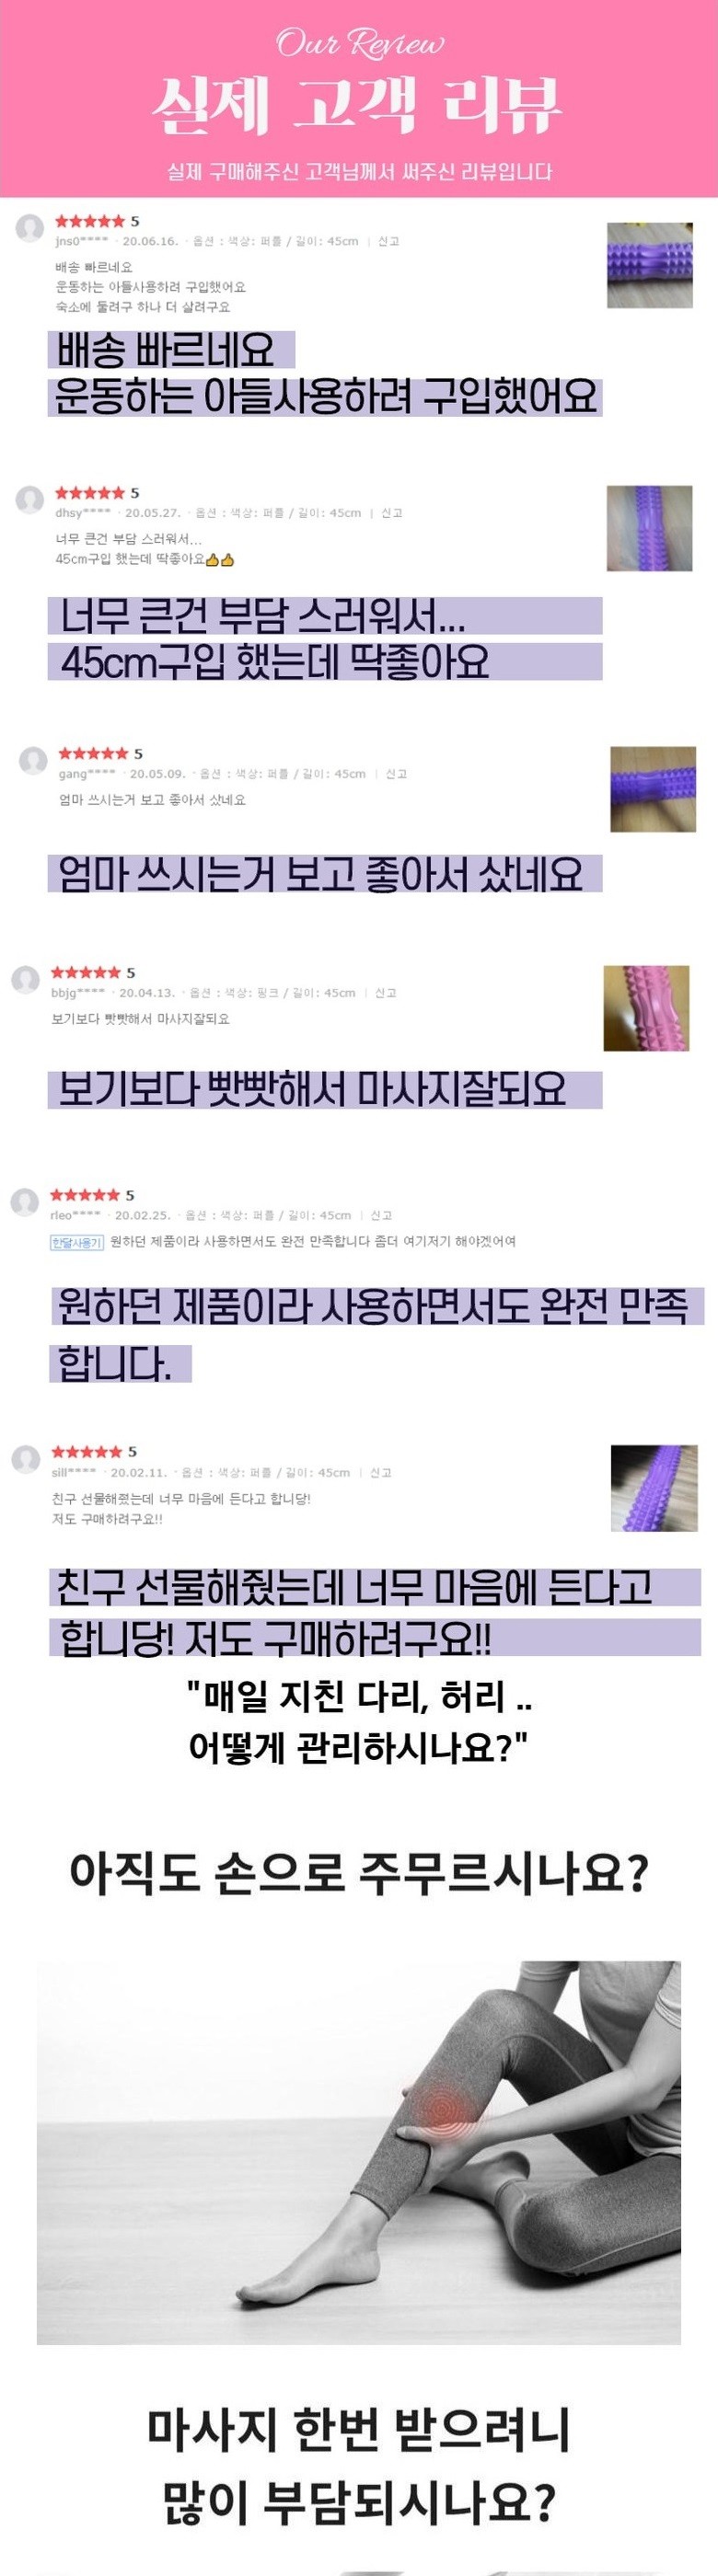 Our Review
실제 고객 리뷰
실제 구매해주신 고객님께서 써주신 리뷰입니다
★★★★★ 5
jns0**** · 20.06.16. · 옵션 : 색상: 퍼플 / 길이: 45cm | 신고
배송 빠르네요
운동하는 아들사용하려 구입했어요
숙소에 둘려구 하나 더 살려구요
배송 빠르네요
운동하는 아들사용하려 구입했어요
★★★★★ 5
dhsy**** · 20.05.27. · 옵션 : 색상: 퍼플 / 길이: 45cm | 신고
너무 큰건 부담 스러워서...
45cm구입 했는데 딱좋아요👍👍
너무 큰건 부담 스러워서...
45cm구입 했는데 딱좋아요
★★★★★ 5
gang**** · 20.05.09. · 옵션 : 색상: 퍼플 / 길이: 45cm | 신고
엄마 쓰시는거 보고 좋아서 샀네요
엄마 쓰시는거 보고 좋아서 샀네요
★★★★★ 5
bbjg**** · 20.04.13. · 옵션 : 색상: 핑크 / 길이: 45cm | 신고
보기보다 빳빳해서 마사지잘되요
보기보다 빳빳해서 마사지잘되요
★★★★★ 5
rleo**** · 20.02.25. · 옵션 : 색상: 퍼플 / 길이: 45cm | 신고
한달사용기 원하던 제품이라 사용하면서도 완전 만족합니다 좀더 여기저기 해야겠어여
원하던 제품이라 사용하면서도 완전 만족
합니다.
★★★★★ 5
sill**** · 20.02.11. · 옵션 : 색상: 퍼플 / 길이: 45cm | 신고
친구 선물해줬는데 너무 마음에 든다고 합니당!
저도 구매하려구요!!
친구 선물해줬는데 너무 마음에 든다고
합니당! 저도 구매하려구요!!
"매일 지친 다리, 허리 ..
어떻게 관리하시나요?"
아직도 손으로 주무르시나요?
마사지 한번 받으려니
많이 부담되시나요?